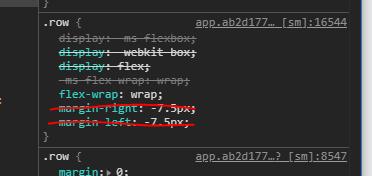 }
.row { app.ab2d177… [sm]:16544
display: -ms-flexbox;
display: -webkit-box;
display: flex;
-ms-flex-wrap: wrap;
flex-wrap: wrap;
margin-right: -7.5px;
margin-left: -7.5px;
}
.row { app.ab2d177…? [sm]:8547
margin:▸ 0;